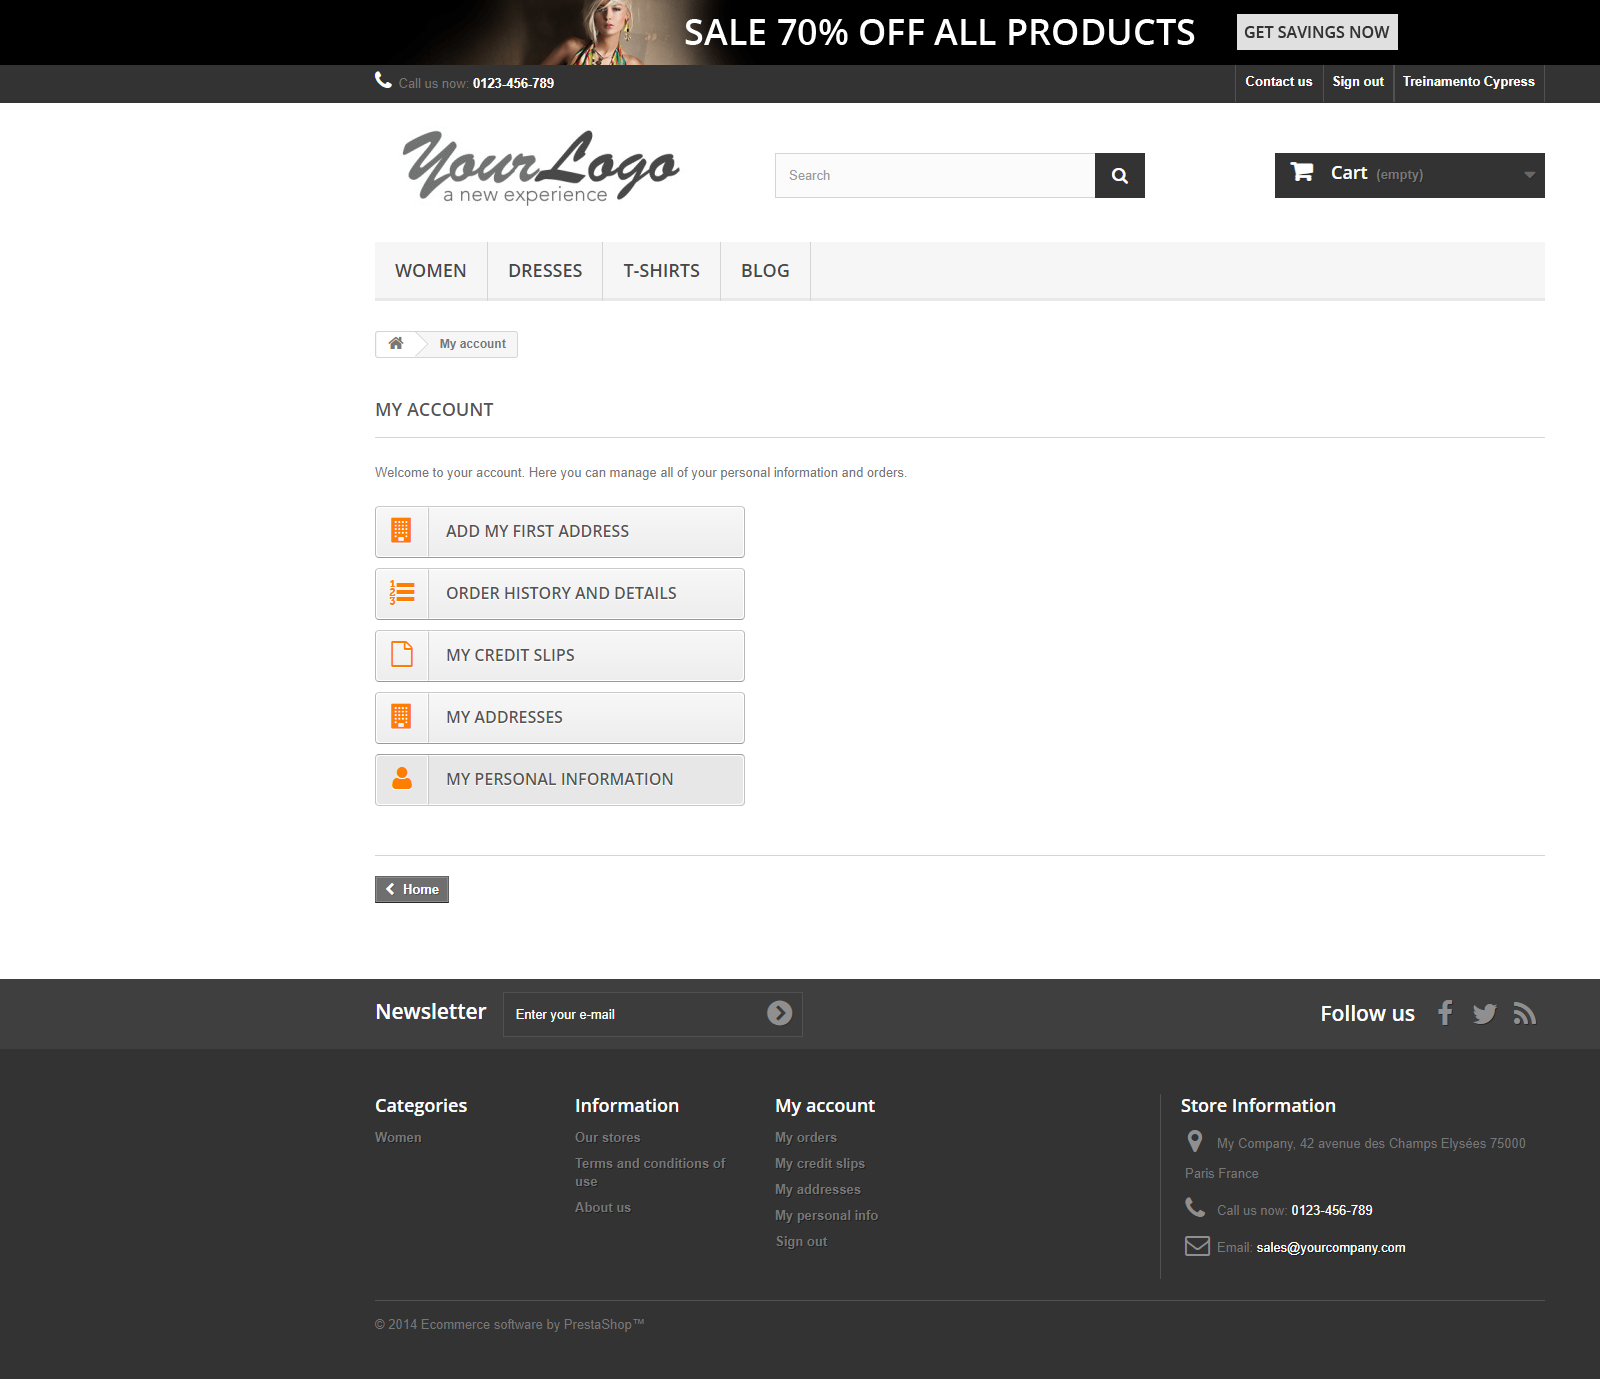 SALE 70% OFF ALL PRODUCTS GET SAVINGS NOW
Call us now: 0123-456-789 Contact us Sign out Treinamento Cypress
YourLogo
a new experience
Search
Cart (empty)
WOMEN DRESSES T-SHIRTS BLOG
My account
MY ACCOUNT
Welcome to your account. Here you can manage all of your personal information and orders.
ADD MY FIRST ADDRESS
ORDER HISTORY AND DETAILS
MY CREDIT SLIPS
MY ADDRESSES
MY PERSONAL INFORMATION
Home
Newsletter Enter your e-mail Follow us
Categories
Women
Information
Our stores
Terms and conditions of
use
About us
My account
My orders
My credit slips
My addresses
My personal info
Sign out
Store Information
My Company, 42 avenue des Champs Elysées 75000
Paris France
Call us now: 0123-456-789
Email: sales@yourcompany.com
© 2014 Ecommerce software by PrestaShop™